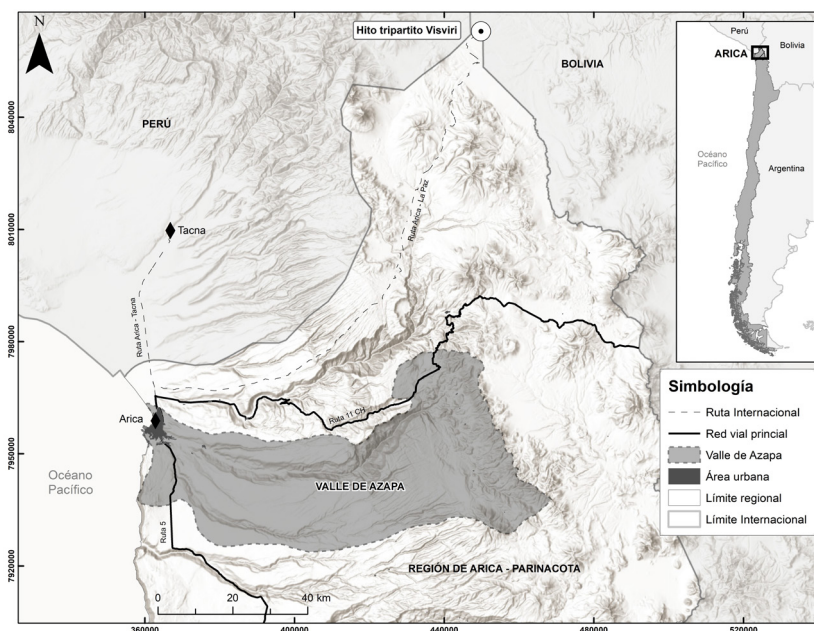 N
Hito tripartito Visviri
BOLIVIA
PERÚ
Tacna
Ruta Arica - La Paz
Ruta Arica - Tacna
Ruta 11 CH
Arica
Océano
Pacífico
VALLE DE AZAPA
Ruta 5
REGIÓN DE ARICA - PARINACOTA
0
20
40 km
8040000
8010000
7980000
7950000
7920000
360000
400000
440000
480000
520000
Perú
Bolivia
ARICA
Océano
Pacífico
Argentina
Simbología
Ruta Internacional
Red vial princial
Valle de Azapa
Área urbana
Límite regional
Límite Internacional